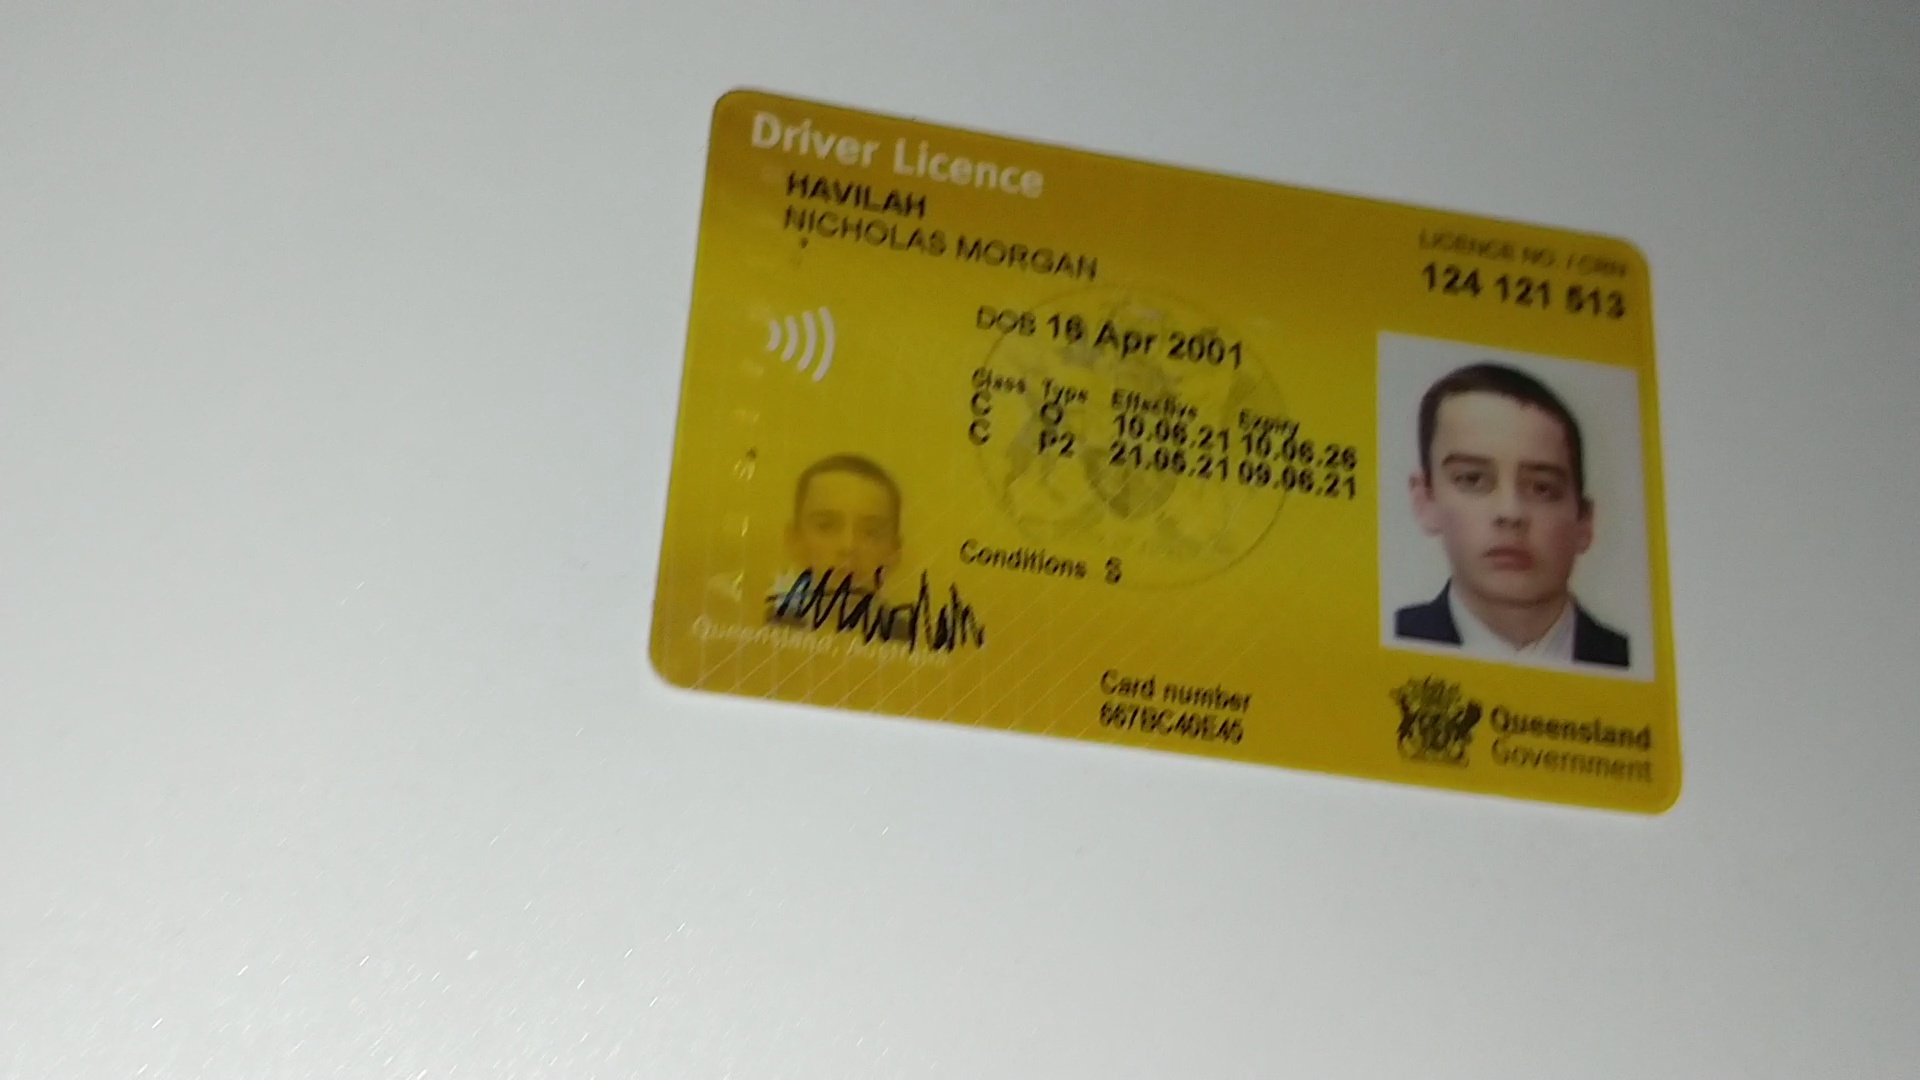 Driver Licence
HAVILAH
NICHOLAS MORGAN
LICENCE NO. / CRN
124 121 513
DOB 16 Apr 2001
Class Type Effective Expiry
C O 10.06.21 10.06.26
C P2 21.05.21 09.06.21
Conditions S
Queensland, Australia
Card number
667BC40E45
Queensland
Government